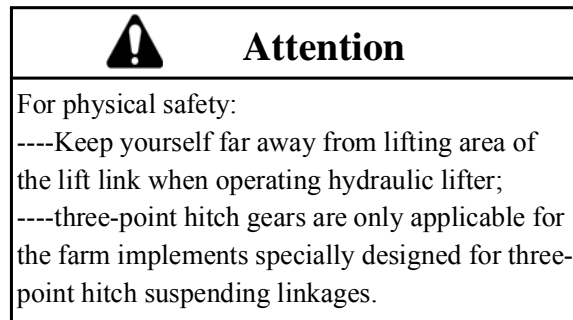 Attention
For physical safety:
----Keep yourself far away from lifting area of
the lift link when operating hydraulic lifter;
----three-point hitch gears are only applicable for
the farm implements specially designed for three-
point hitch suspending linkages.